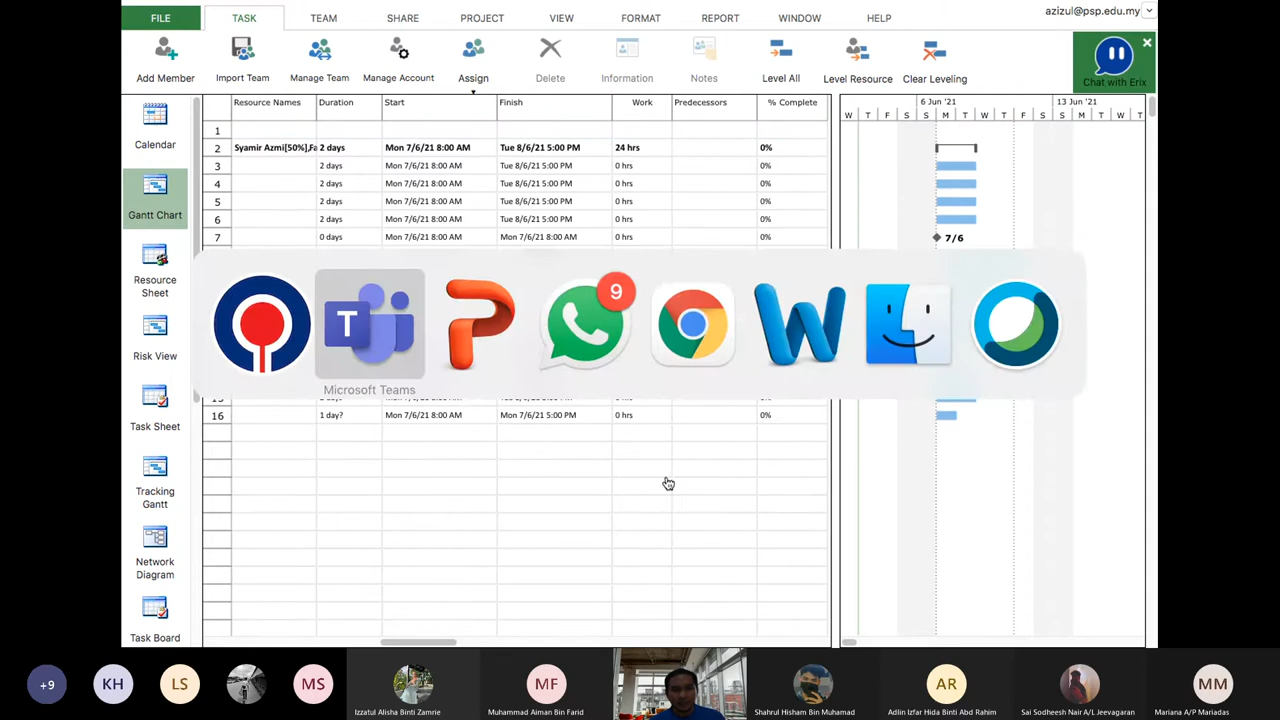 FILE TASK TEAM SHARE PROJECT VIEW FORMAT REPORT WINDOW HELP azizul@psp.edu.my
Add Member Import Team Manage Team Manage Account Assign Delete Information Notes Level All Level Resource Clear Leveling Chat with Erix
Resource Names Duration Start Finish Work Predecessors % Complete
6 Jun '21 13 Jun '21
W T F S S M T W T F S S M T W T
1
2 Syamir Azmi[50%],Fa 2 days Mon 7/6/21 8:00 AM Tue 8/6/21 5:00 PM 24 hrs 0%
3 2 days Mon 7/6/21 8:00 AM Tue 8/6/21 5:00 PM 0 hrs 0%
4 2 days Mon 7/6/21 8:00 AM Tue 8/6/21 5:00 PM 0 hrs 0%
5 2 days Mon 7/6/21 8:00 AM Tue 8/6/21 5:00 PM 0 hrs 0%
6 2 days Mon 7/6/21 8:00 AM Tue 8/6/21 5:00 PM 0 hrs 0%
7 0 days Mon 7/6/21 8:00 AM Mon 7/6/21 8:00 AM 0 hrs 0% 7/6
16 1 day? Mon 7/6/21 8:00 AM Mon 7/6/21 5:00 PM 0 hrs 0%
Calendar
Gantt Chart
Resource
Sheet
Risk View
Task Sheet
Tracking
Gantt
Network
Diagram
Task Board
T
9
Microsoft Teams
+9 KH LS MS MF AR MM
Izzatul Alisha Binti Zamrie Muhammad Aiman Bin Farid Shahrul Hisham Bin Muhamad Adlin Izfar Hida Binti Abd Rahim Sai Sodheesh Nair A/L Jeevagaran Mariana A/P Mariadas